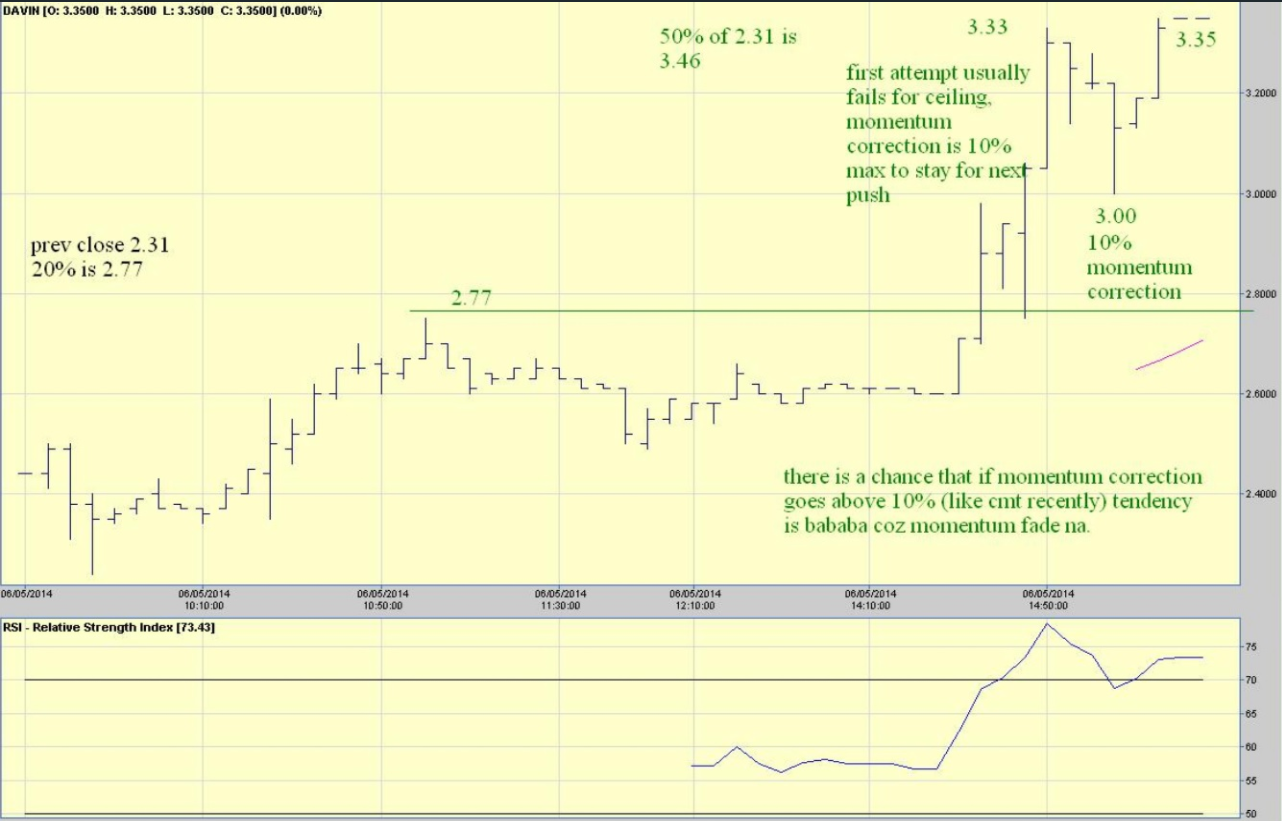 DAVIN [O: 3.3500 H: 3.3500 L: 3.3500 C: 3.3500] (0.00%)
50% of 2.31 is
3.46
3.33
3.35
first attempt usually
fails for ceiling,
momentum
correction is 10%
max to stay for next
push
3.2000
3.0000
3.00
10%
momentum
correction
prev close 2.31
20% is 2.77
2.77
2.8000
2.6000
there is a chance that if momentum correction
goes above 10% (like cmt recently) tendency
is bababa coz momentum fade na.
2.4000
06/05/2014
06/05/2014
10:10:00
06/05/2014
10:50:00
06/05/2014
11:30:00
06/05/2014
12:10:00
06/05/2014
14:10:00
06/05/2014
14:50:00
RSI - Relative Strength Index [73.43]
75
70
65
60
55
50